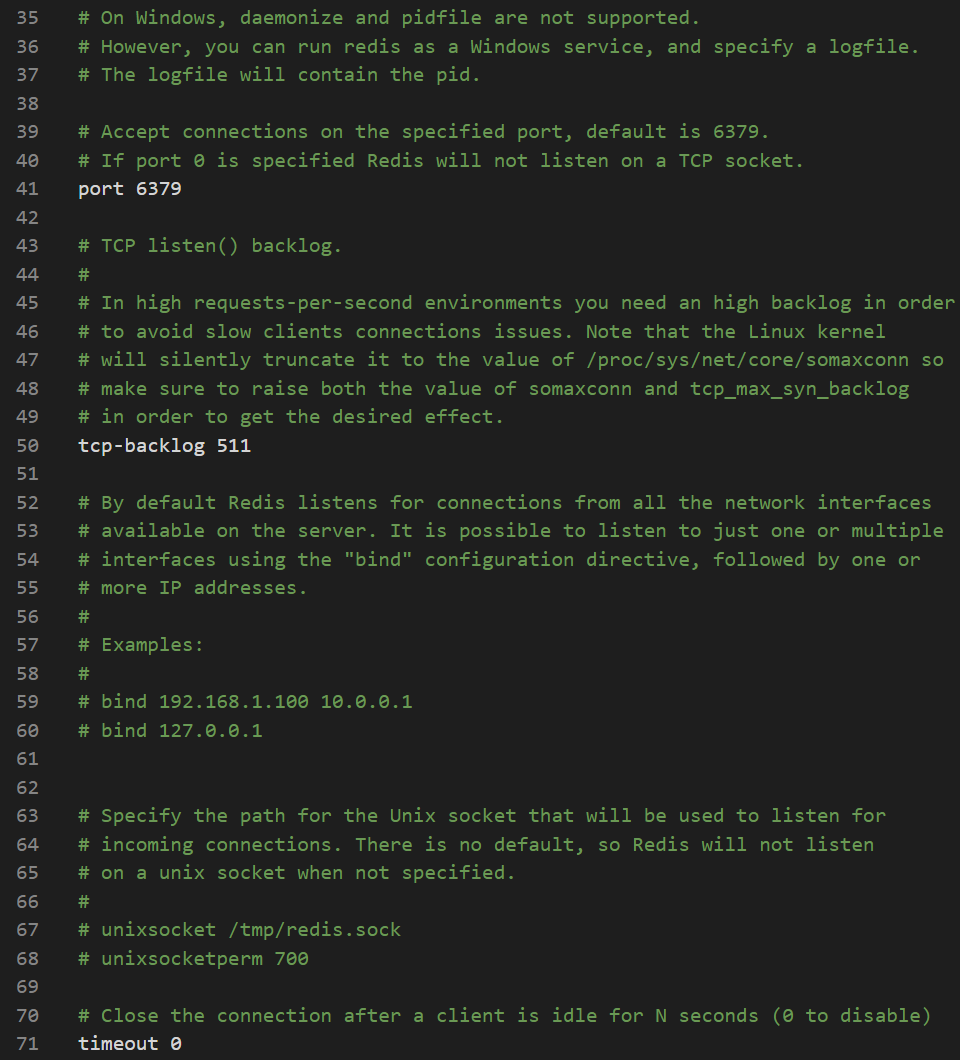 35 # On Windows, daemonize and pidfile are not supported.
36 # However, you can run redis as a Windows service, and specify a logfile.
37 # The logfile will contain the pid.
38
39 # Accept connections on the specified port, default is 6379.
40 # If port 0 is specified Redis will not listen on a TCP socket.
41 port 6379
42
43 # TCP listen() backlog.
44 #
45 # In high requests-per-second environments you need an high backlog in order
46 # to avoid slow clients connections issues. Note that the Linux kernel
47 # will silently truncate it to the value of /proc/sys/net/core/somaxconn so
48 # make sure to raise both the value of somaxconn and tcp_max_syn_backlog
49 # in order to get the desired effect.
50 tcp-backlog 511
51
52 # By default Redis listens for connections from all the network interfaces
53 # available on the server. It is possible to listen to just one or multiple
54 # interfaces using the "bind" configuration directive, followed by one or
55 # more IP addresses.
56 #
57 # Examples:
58 #
59 # bind 192.168.1.100 10.0.0.1
60 # bind 127.0.0.1
61
62
63 # Specify the path for the Unix socket that will be used to listen for
64 # incoming connections. There is no default, so Redis will not listen
65 # on a unix socket when not specified.
66 #
67 # unixsocket /tmp/redis.sock
68 # unixsocketperm 700
69
70 # Close the connection after a client is idle for N seconds (0 to disable)
71 timeout 0